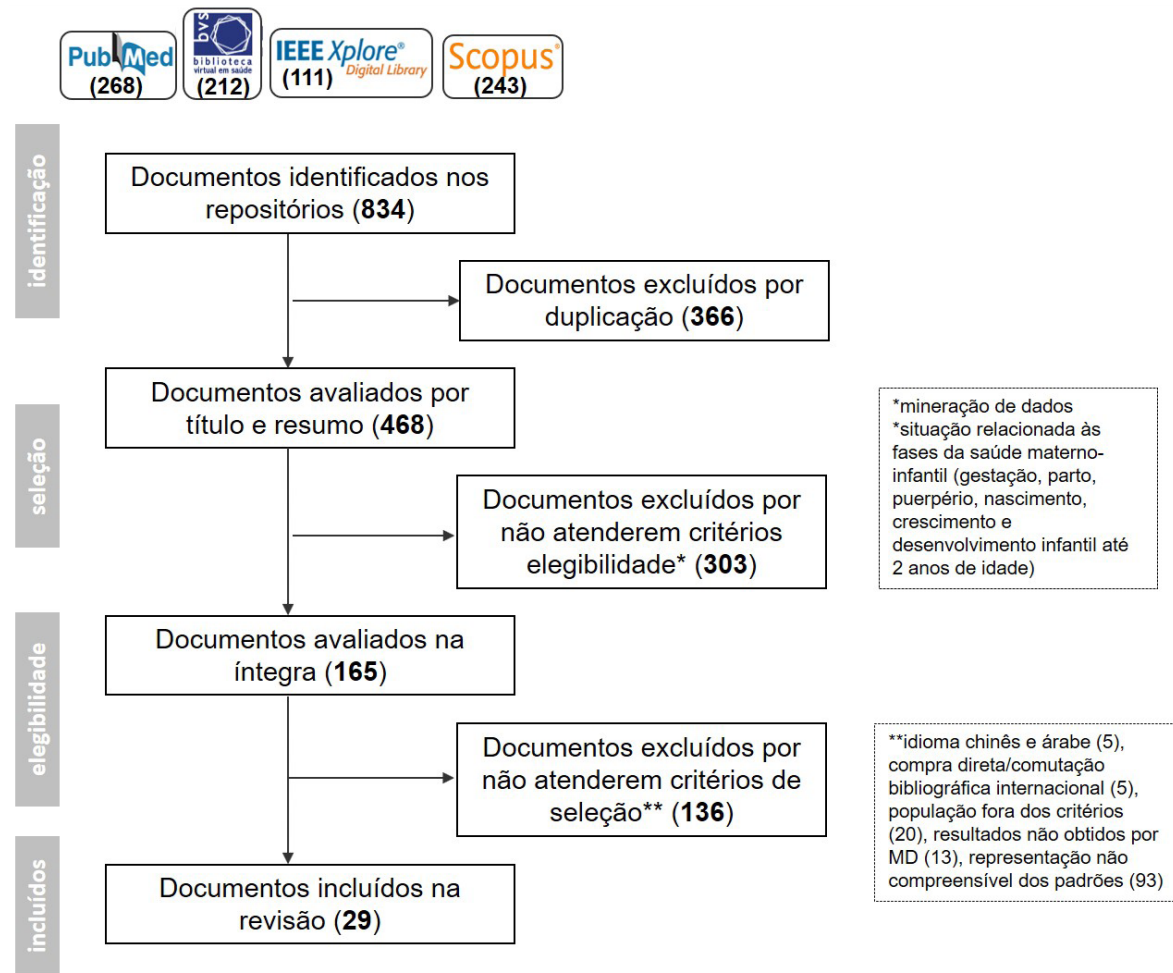 PubMed
(268)
bvs
biblioteca
virtual em saúde
(212)
IEEE Xplore®
Digital Library
(111)
Scopus®
(243)
identificação
Documentos identificados nos
repositórios (834)
Documentos excluídos por
duplicação (366)
seleção
Documentos avaliados por
título e resumo (468)
*mineração de dados
*situação relacionada às
fases da saúde materno-
infantil (gestação, parto,
puerpério, nascimento,
crescimento e
desenvolvimento infantil até
2 anos de idade)
Documentos excluídos por
não atenderem critérios
elegibilidade* (303)
elegibilidade
Documentos avaliados na
íntegra (165)
Documentos excluídos por
não atenderem critérios de
seleção** (136)
**idioma chinês e árabe (5),
compra direta/comutação
bibliográfica internacional (5),
população fora dos critérios
(20), resultados não obtidos por
MD (13), representação não
compreensível dos padrões (93)
incluídos
Documentos incluídos na
revisão (29)